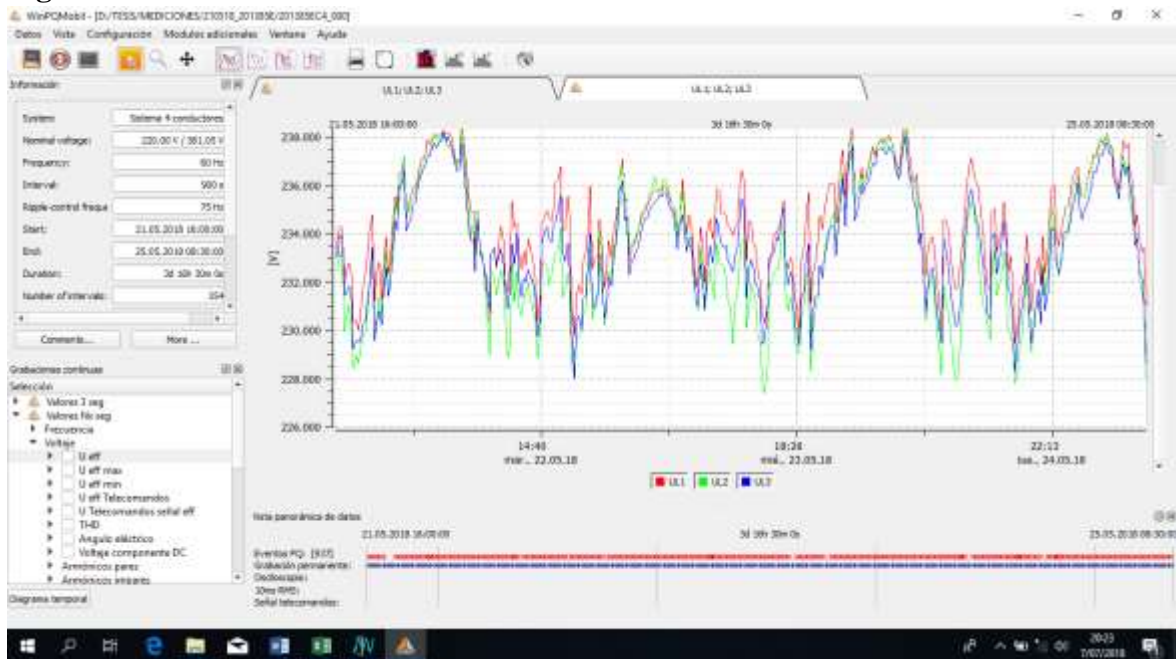 WinPQMobil - [D:/TESIS/MEDICIONES/210518_201885E/201885EC4_000]
Datos Vista Configuración Modulos adicionales Ventana Ayuda
Información
UL1; UL2; UL3
UL1; UL2; UL3
System: Sistema 4 conductores
Nominal voltage: 220.00 V / 381.05 V
Frequency: 60 Hz
Interval: 900 s
Ripple-control freque 75 Hz
Start: 21.05.2018 16:00:00
End: 25.05.2018 08:30:00
Duration: 3d 16h 30m 0s
Number of intervals: 354
Comments... More ...
21.05.2018 16:00:00 3d 16h 30m 0y 25.05.2018 08:30:00
238.000
236.000
234.000
[V]
232.000
230.000
228.000
226.000
14:40 18:26 22:13
mar., 22.05.18 mié., 23.05.18 jue., 24.05.18
UL1 UL2 UL3
Grabaciones continuas
Selección
Valores 3 seg
Valores Nx seg
Frecuencia
Voltaje
U eff
U eff max
U eff min
U eff Telecomandos
U Telecomandos señal eff
THD
Angulo eléctrico
Voltaje componente DC
Armónicos pares
Armónicos impares
Diagrama temporal
Vista panorámica de datos
21.05.2018 16:00:00 3d 16h 30m 0s 25.05.2018 08:30:00
Eventos PQ: [907]
Grabación permanente:
Osciloscopio:
10ms RMS:
Señal telecomandos:
20:23
7/07/2018